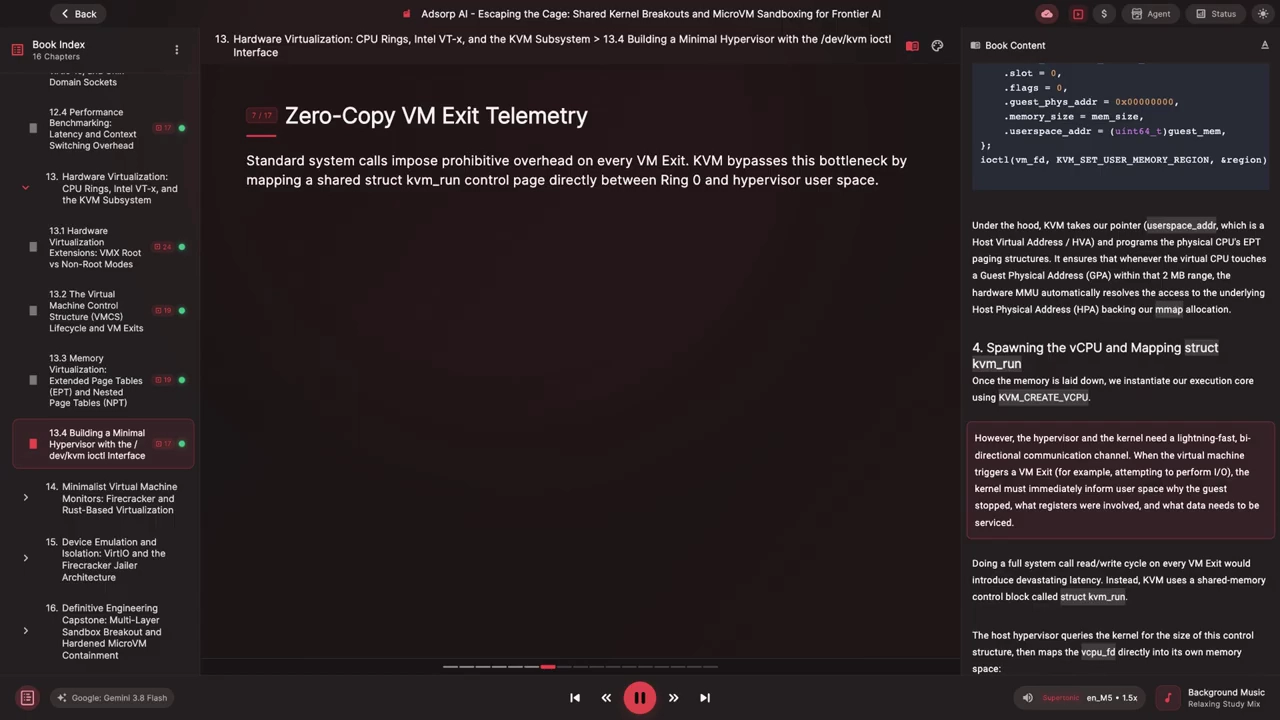 Back
Adsorp AI - Escaping the Cage: Shared Kernel Breakouts and MicroVM Sandboxing for Frontier AI
$
Agent
Status
Book Index
16 Chapters
Domain Sockets
12.4 Performance
Benchmarking:
Latency and Context
Switching Overhead
17
13. Hardware Virtualization:
CPU Rings, Intel VT-x, and
the KVM Subsystem
13.1 Hardware
Virtualization
Extensions: VMX Root
vs Non-Root Modes
24
13.2 The Virtual
Machine Control
Structure (VMCS)
Lifecycle and VM Exits
19
13.3 Memory
Virtualization:
Extended Page Tables
(EPT) and Nested
Page Tables (NPT)
19
13.4 Building a Minimal
Hypervisor with the /
dev/kvm ioctl Interface
17
14. Minimalist Virtual Machine
Monitors: Firecracker and
Rust-Based Virtualization
15. Device Emulation and
Isolation: VirtIO and the
Firecracker Jailer
Architecture
16. Definitive Engineering
Capstone: Multi-Layer
Sandbox Breakout and
Hardened MicroVM
Containment
Google: Gemini 3.8 Flash
13. Hardware Virtualization: CPU Rings, Intel VT-x, and the KVM Subsystem > 13.4 Building a Minimal Hypervisor with the /dev/kvm ioctl
Interface
7 / 17
Zero-Copy VM Exit Telemetry
Standard system calls impose prohibitive overhead on every VM Exit. KVM bypasses this bottleneck by
mapping a shared struct kvm_run control page directly between Ring 0 and hypervisor user space.
Book Content
.slot = 0,
.flags = 0,
.guest_phys_addr = 0x00000000,
.memory_size = mem_size,
.userspace_addr = (uint64_t)guest_mem,
};
ioctl(vm_fd, KVM_SET_USER_MEMORY_REGION, &region)
Under the hood, KVM takes our pointer (userspace_addr, which is a
Host Virtual Address / HVA) and programs the physical CPU's EPT
paging structures. It ensures that whenever the virtual CPU touches
a Guest Physical Address (GPA) within that 2 MB range, the
hardware MMU automatically resolves the access to the underlying
Host Physical Address (HPA) backing our mmap allocation.
4. Spawning the vCPU and Mapping struct
kvm_run
Once the memory is laid down, we instantiate our execution core
using KVM_CREATE_VCPU.
However, the hypervisor and the kernel need a lightning-fast, bi-
directional communication channel. When the virtual machine
triggers a VM Exit (for example, attempting to perform I/O), the
kernel must immediately inform user space why the guest
stopped, what registers were involved, and what data needs to be
serviced.
Doing a full system call read/write cycle on every VM Exit would
introduce devastating latency. Instead, KVM uses a shared-memory
control block called struct kvm_run.
The host hypervisor queries the kernel for the size of this control
structure, then maps the vcpu_fd directly into its own memory
space:
Supertonic en_M5 • 1.5x
Background Music
Relaxing Study Mix